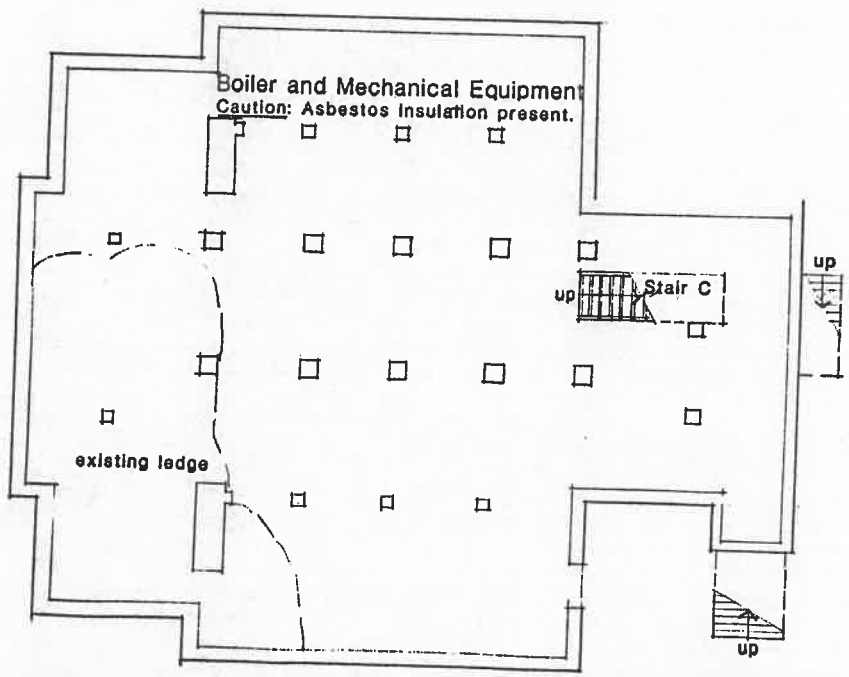 Boiler and Mechanical Equipment
Caution: Asbestos Insulation present.
up
Stair C
up
existing ledge
up